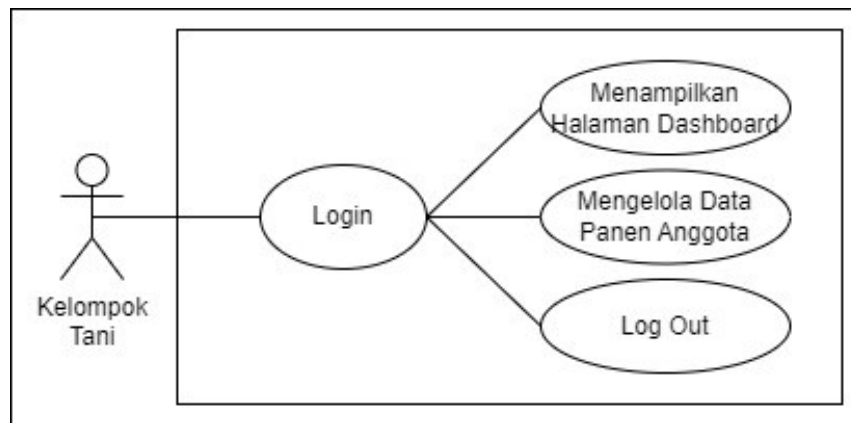 Menampilkan
Halaman Dashboard
Login
Mengelola Data
Panen Anggota
Kelompok
Tani
Log Out